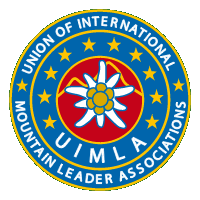 UNION OF INTERNATIONAL
MOUNTAIN LEADER ASSOCIATIONS
UIMLA